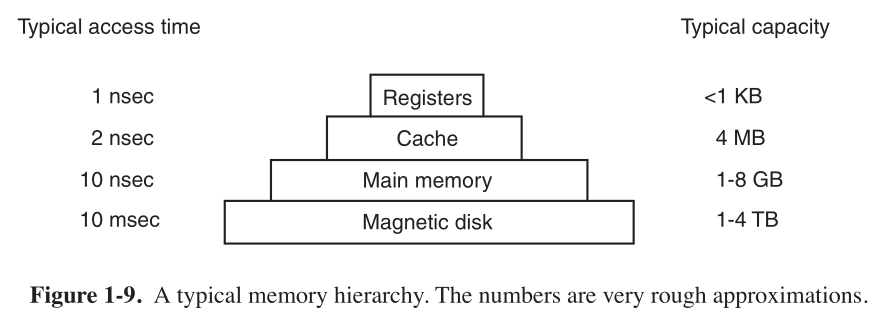 Typical access time Typical capacity
1 nsec Registers <1 KB
2 nsec Cache 4 MB
10 nsec Main memory 1-8 GB
10 msec Magnetic disk 1-4 TB
Figure 1-9. A typical memory hierarchy. The numbers are very rough approximations.